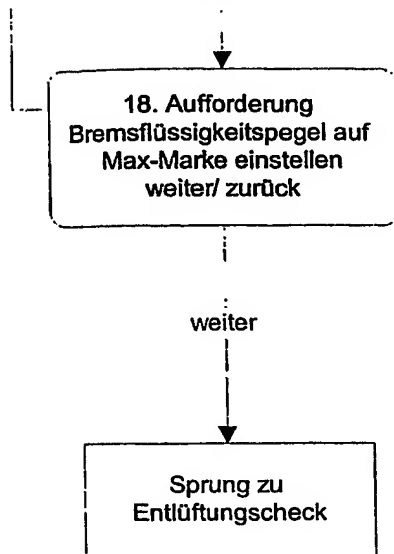 18. Aufforderung
Bremsflüssigkeitspegel auf
Max-Marke einstellen
weiter/ zurück
weiter
Sprung zu
Entlüftungscheck